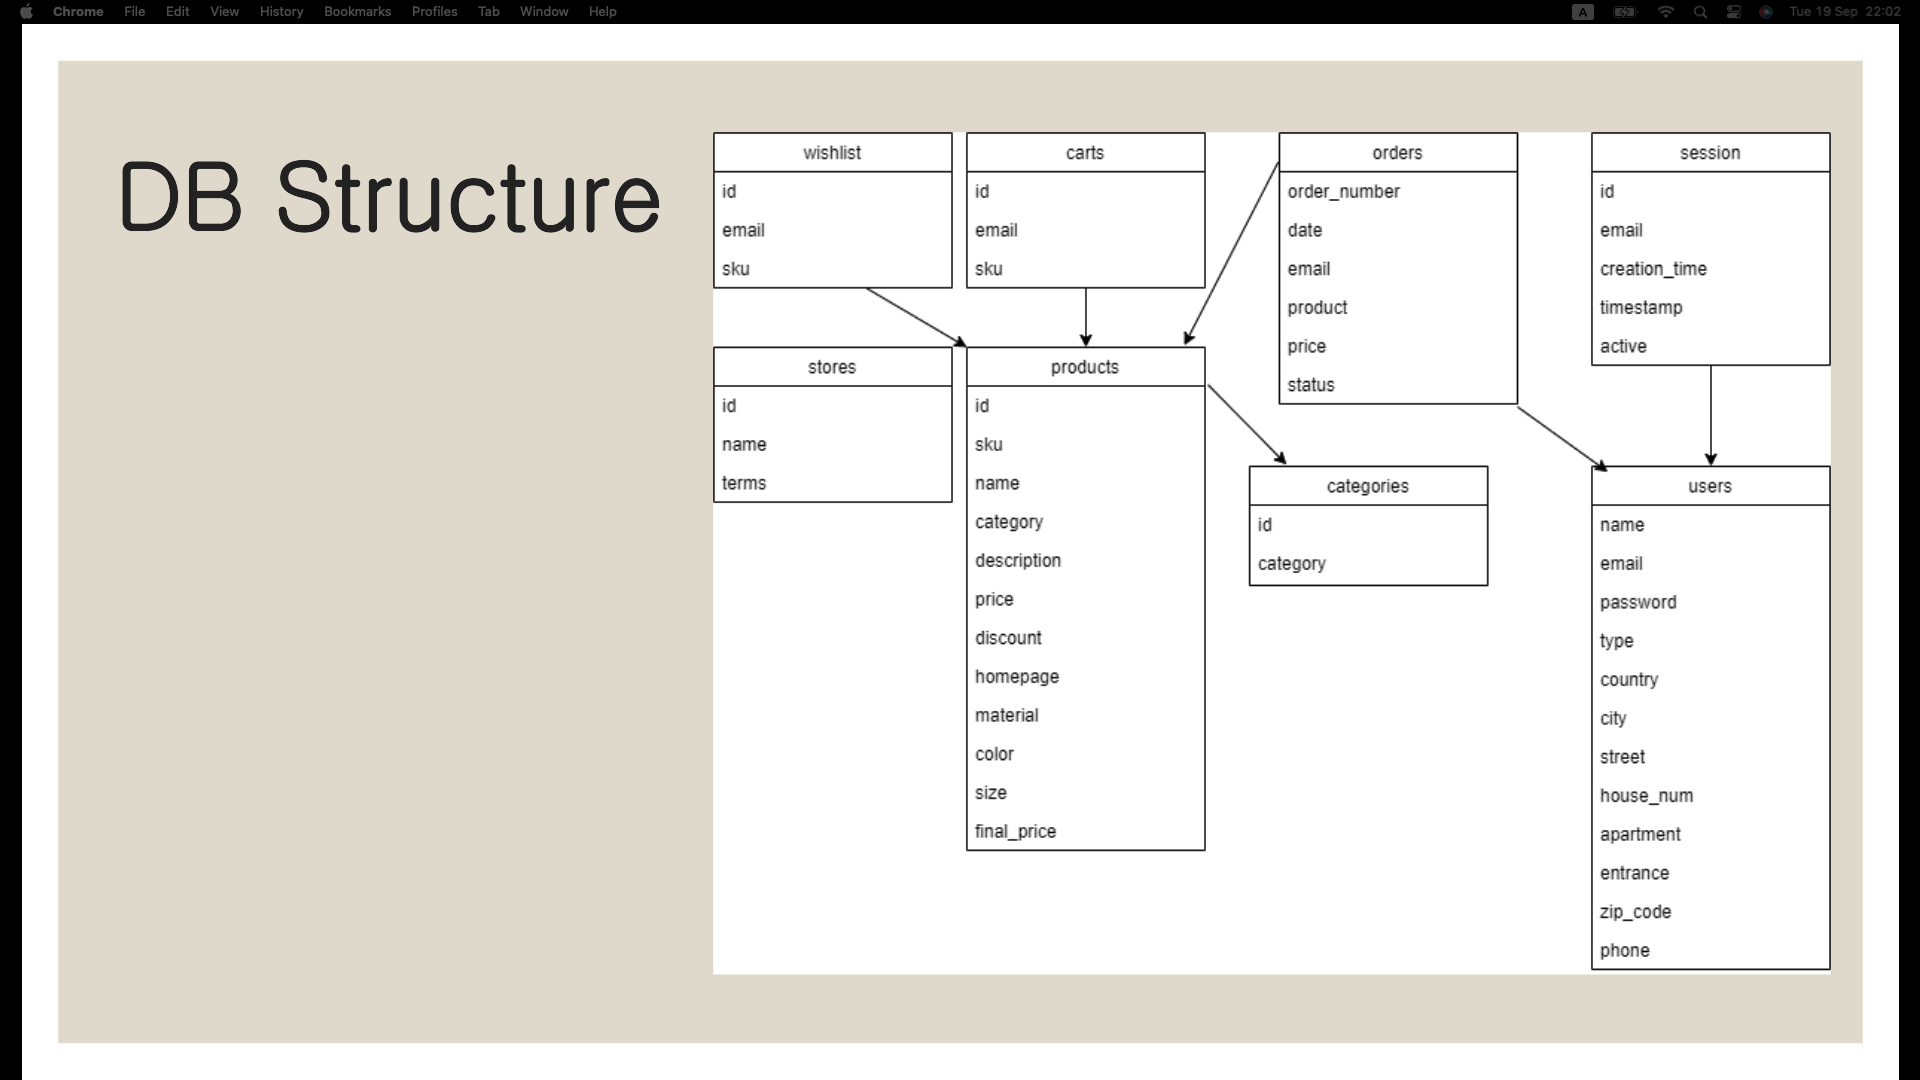 Chrome File Edit View History Bookmarks Profiles Tab Window Help
A
Tue 19 Sep 22:02
DB Structure
wishlist
id
email
sku
carts
id
email
sku
orders
order_number
date
email
product
price
status
session
id
email
creation_time
timestamp
active
stores
id
name
terms
products
id
sku
name
category
description
price
discount
homepage
material
color
size
final_price
categories
id
category
users
name
email
password
type
country
city
street
house_num
apartment
entrance
zip_code
phone